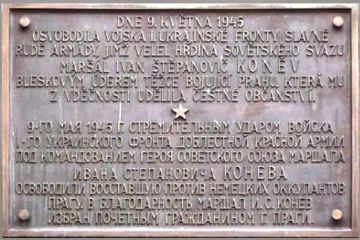 DNE 9. KVĚTNA 1945
OSVOBODILA VOJSKA I. UKRAJINSKÉ FRONTY SLAVNÉ
RUDÉ ARMÁDY, JIMŽ VELEL HRDINA SOVĚTSKÉHO SVAZU
MARŠÁL IVAN ŠTĚPANOVIČ KONĚV
BLESKOVÝM ÚDEREM TĚŽCE BOJUJÍCÍ PRAHU, KTERÁ MU
Z VDĚČNOSTI UDĚLILA ČESTNÉ OBČANSTVÍ.
9-ГО МАЯ 1945 Г. СТРЕМИТЕЛЬНЫМ УДАРОМ, ВОЙСКА
1-ГО УКРАИНСКОГО ФРОНТА ДОБЛЕСТНОЙ КРАСНОЙ АРМИИ
ПОД КОМАНДОВАНИЕМ ГЕРОЯ СОВЕТСКОГО СОЮЗА МАРШАЛА
ИВАНА СТЕПАНОВИЧА КОНЕВА
ОСВОБОДИЛИ ВОССТАВШУЮ ПРОТИВ НЕМЕЦКИХ ОККУПАНТОВ
ПРАГУ. В БЛАГОДАРНОСТЬ МАРШАЛ И. С. КОНЕВ
ИЗБРАН ПОЧЕТНЫМ ГРАЖДАНИНОМ Г. ПРАГИ.